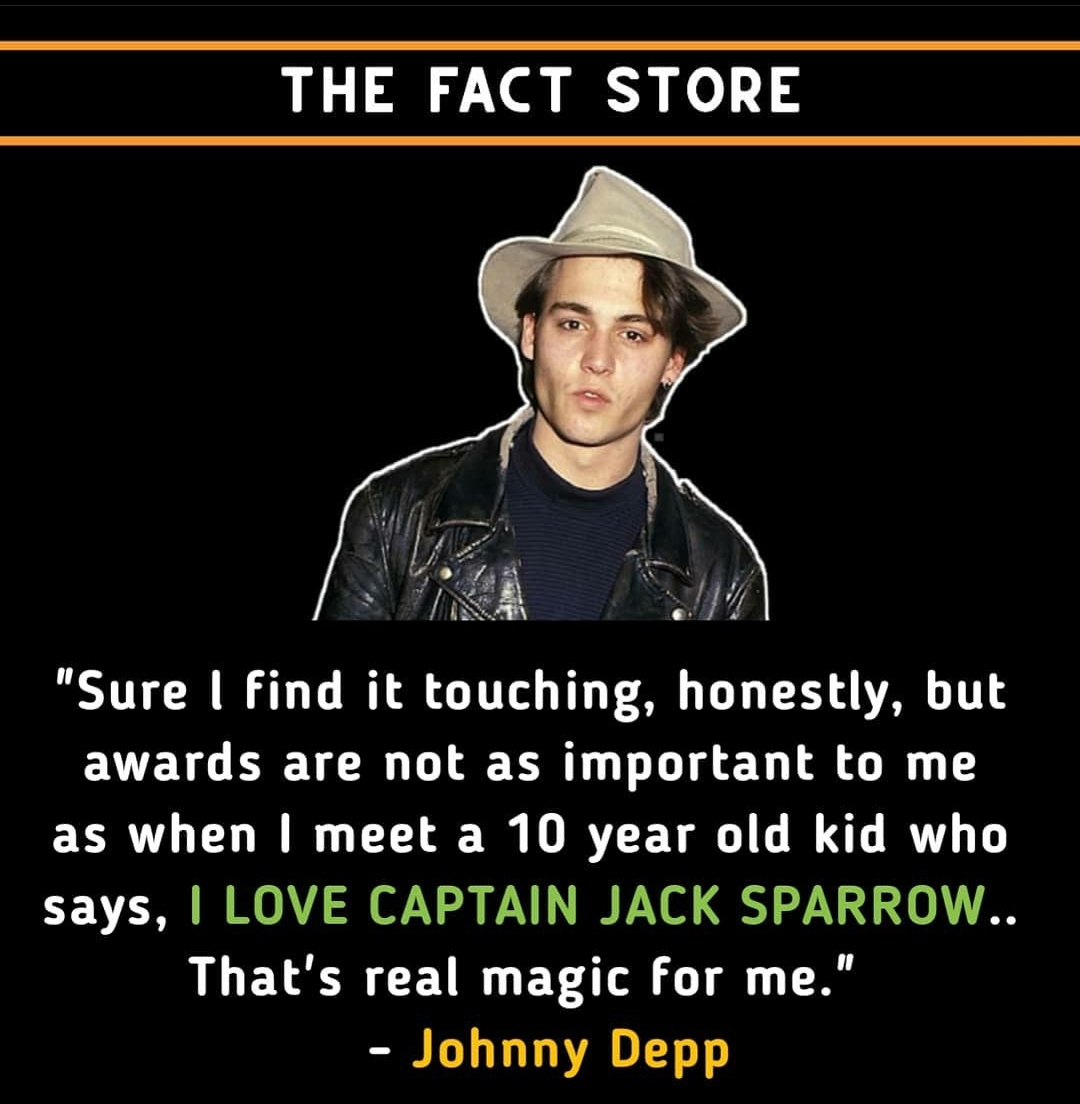 THE FACT STORE
"Sure I find it touching, honestly, but
awards are not as important to me
as when I meet a 10 year old kid who
says, I LOVE CAPTAIN JACK SPARROW..
That's real magic for me."
- Johnny Depp